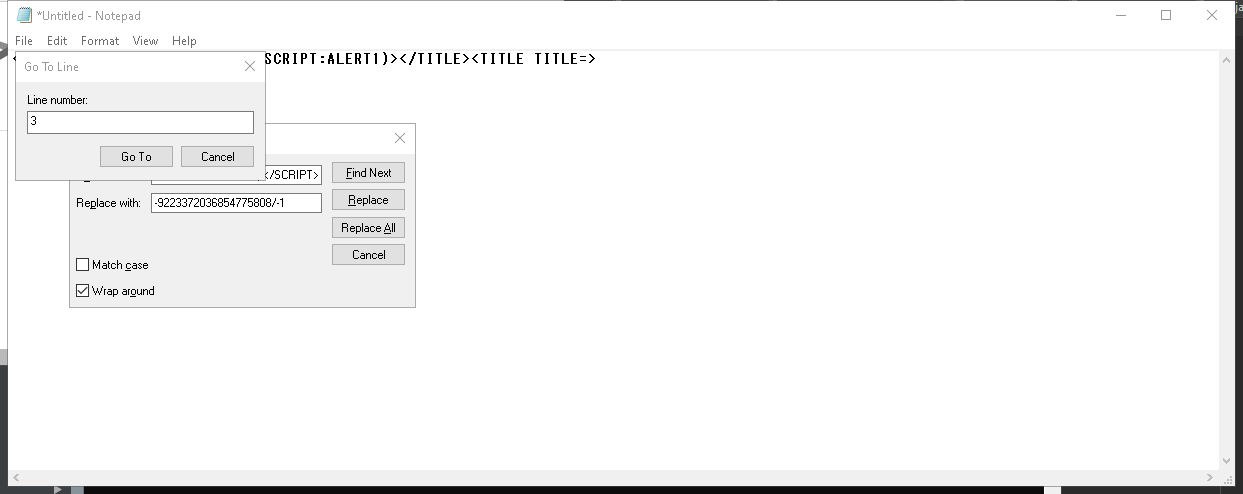 *Untitled - Notepad
File Edit Format View Help
SCRIPT:ALERT1)></TITLE><TITLE TITLE=>
Go To Line
Line number:
3
Go To Cancel
</SCRIPT> Find Next
Replace with: -9223372036854775808/-1 Replace
Replace All
Cancel
Match case
Wrap around